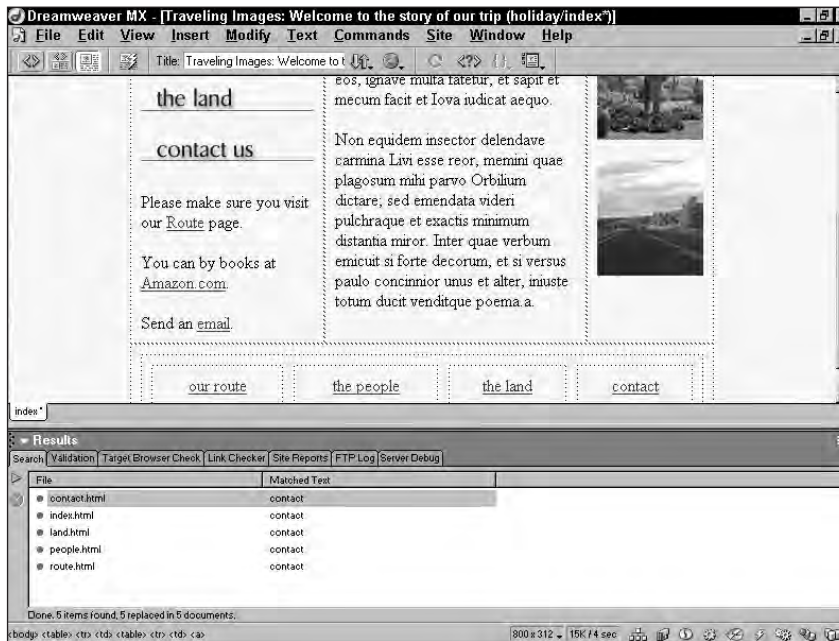 Dreamweaver MX - [Traveling Images: Welcome to the story of our trip (holiday/index*)]
File Edit View Insert Modify Text Commands Site Window Help
Title: Traveling Images: Welcome to t
the land
contact us
Please make sure you visit
our Route page.
You can by books at
Amazon.com.
Send an email.
eos, ignave multa fatetur, et sapit et
mecum facit et Iova iudicat aequo.
Non equidem insector delendave
carmina Livi esse reor, memini quae
plagosum mihi parvo Orbilium
dictare; sed emendata videri
pulchraque et exactis minimum
distantia miror. Inter quae verbum
emicuit si forte decorum, et si versus
paulo concinnior unus et alter, iniuste
totum ducit venditque poema.a.
our route the people the land contact
index*
Results
Search Validation Target Browser Check Link Checker Site Reports FTP Log Server Debug
File Matched Text
contact.html contact
index.html contact
land.html contact
people.html contact
route.html contact
Done. 5 items found, 5 replaced in 5 documents.
<body> <table> <tr> <td> <table> <tr> <td> <a> 800 x 312 15K / 4 sec